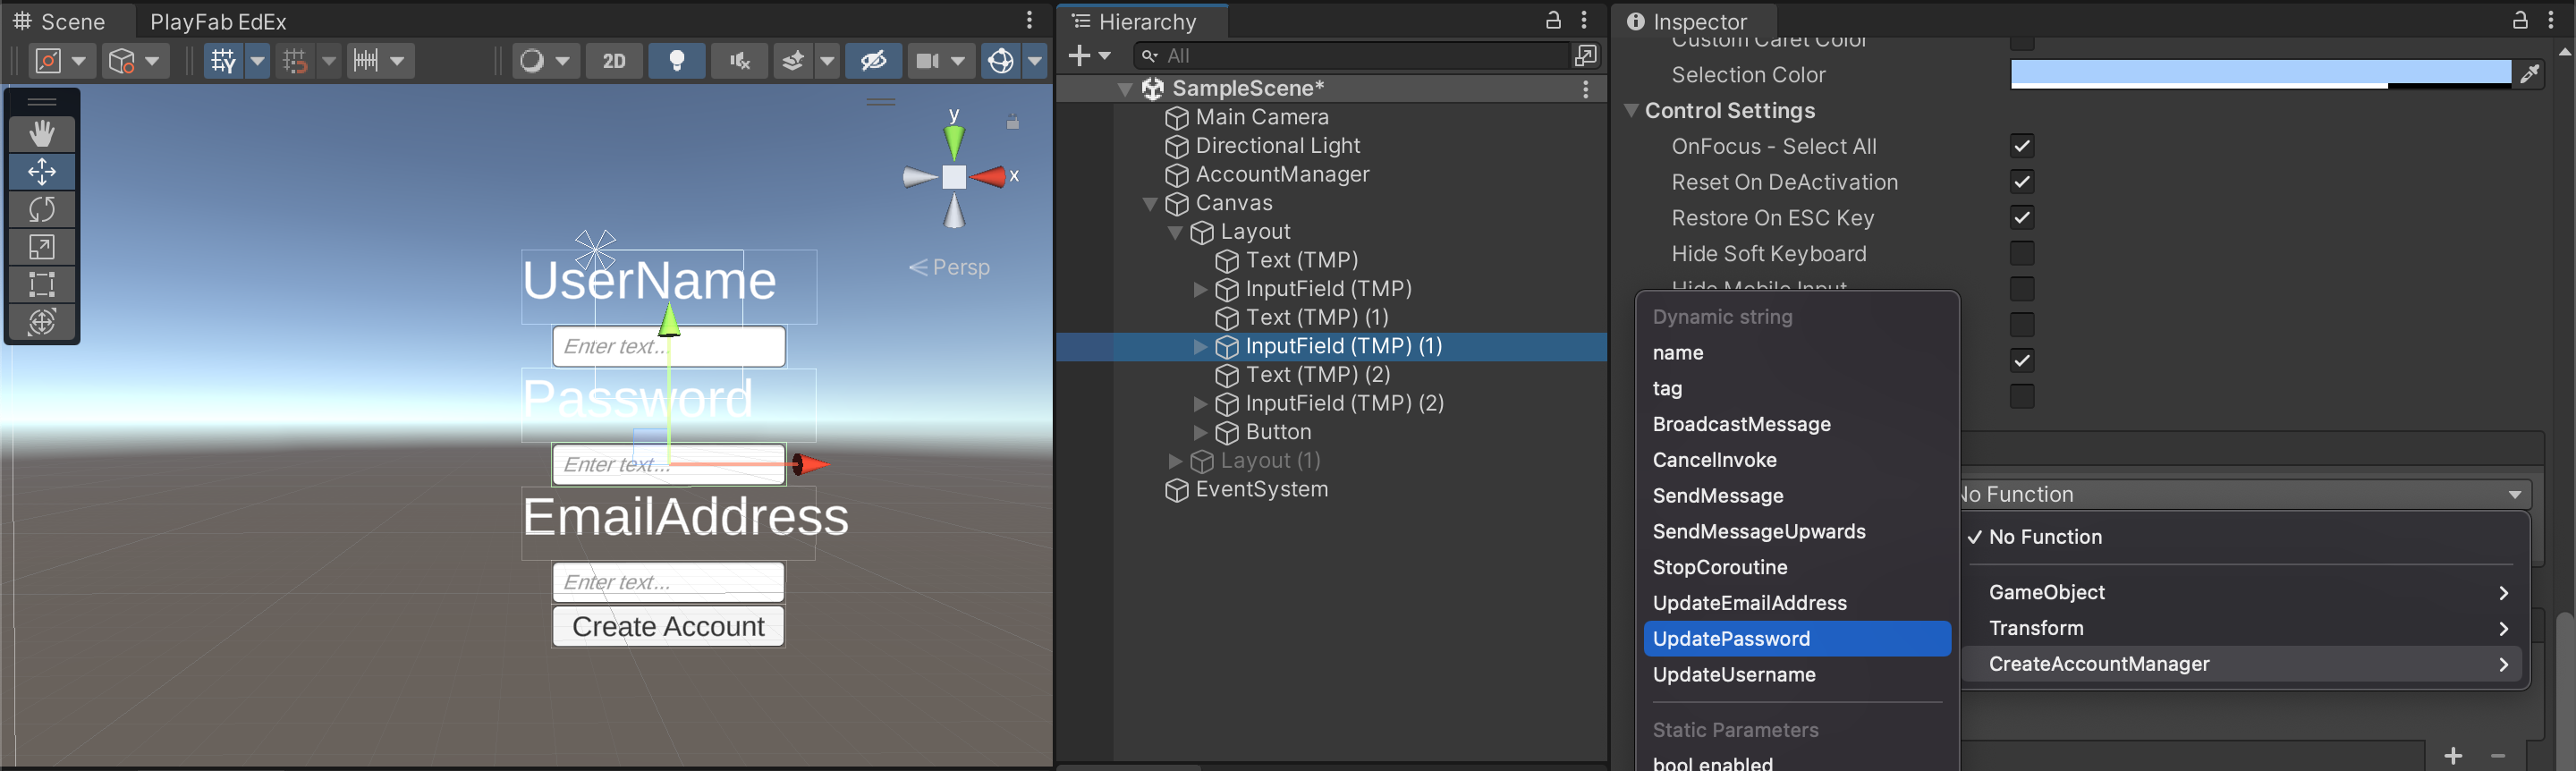 Scene
PlayFab EdEx
2D
y
x
Persp
UserName
Enter text...
Password
Enter text...
EmailAddress
Enter text...
Create Account
Hierarchy
All
SampleScene*
Main Camera
Directional Light
AccountManager
Canvas
Layout
Text (TMP)
InputField (TMP)
Text (TMP) (1)
InputField (TMP) (1)
Text (TMP) (2)
InputField (TMP) (2)
Button
Layout (1)
EventSystem
Inspector
Custom Caret Color
Selection Color
Control Settings
OnFocus - Select All
Reset On DeActivation
Restore On ESC Key
Hide Soft Keyboard
Hide Mobile Input
Dynamic string
name
tag
BroadcastMessage
CancelInvoke
SendMessage
SendMessageUpwards
StopCoroutine
UpdateEmailAddress
UpdatePassword
UpdateUsername
Static Parameters
bool enabled
No Function
No Function
GameObject
Transform
CreateAccountManager